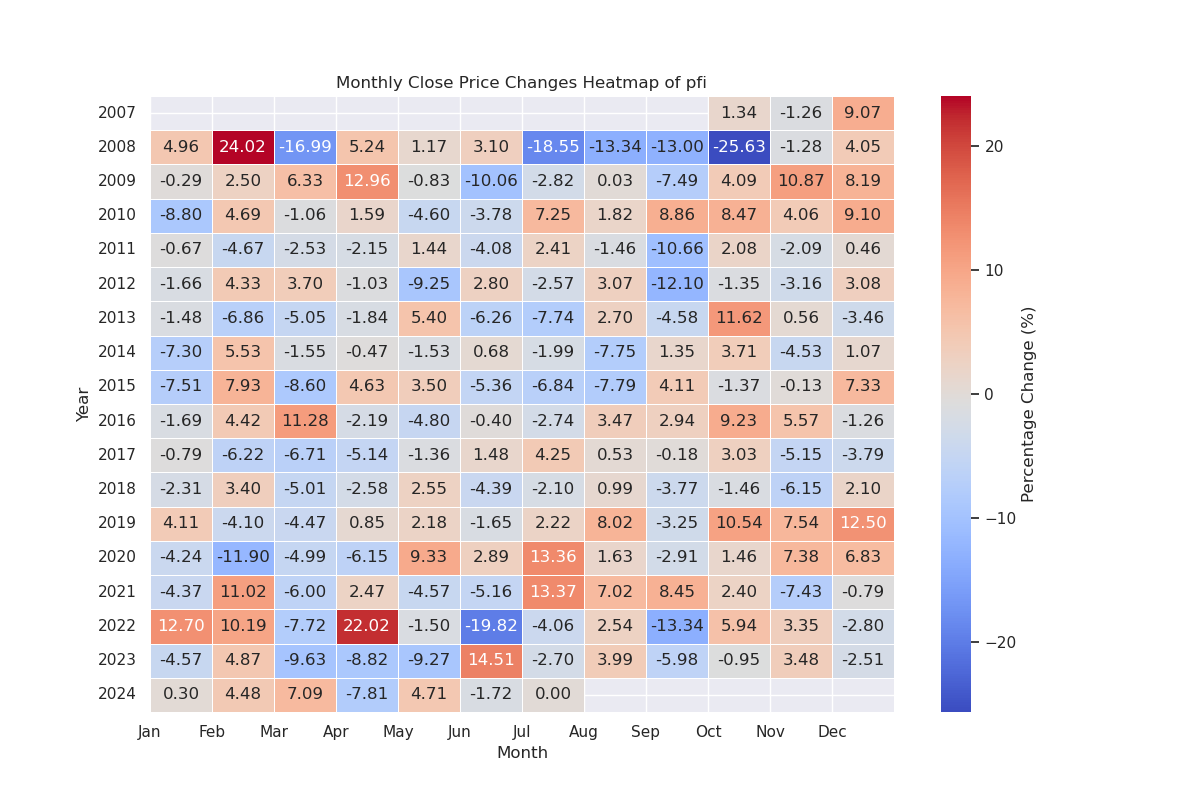 Monthly Close Price Changes Heatmap of pfi
2007 1.34 -1.26 9.07
2008 4.96 24.02 -16.99 5.24 1.17 3.10 -18.55 -13.34 -13.00 -25.63 -1.28 4.05
2009 -0.29 2.50 6.33 12.96 -0.83 -10.06 -2.82 0.03 -7.49 4.09 10.87 8.19
2010 -8.80 4.69 -1.06 1.59 -4.60 -3.78 7.25 1.82 8.86 8.47 4.06 9.10
2011 -0.67 -4.67 -2.53 -2.15 1.44 -4.08 2.41 -1.46 -10.66 2.08 -2.09 0.46
2012 -1.66 4.33 3.70 -1.03 -9.25 2.80 -2.57 3.07 -12.10 -1.35 -3.16 3.08
2013 -1.48 -6.86 -5.05 -1.84 5.40 -6.26 -7.74 2.70 -4.58 11.62 0.56 -3.46
2014 -7.30 5.53 -1.55 -0.47 -1.53 0.68 -1.99 -7.75 1.35 3.71 -4.53 1.07
2015 -7.51 7.93 -8.60 4.63 3.50 -5.36 -6.84 -7.79 4.11 -1.37 -0.13 7.33
2016 -1.69 4.42 11.28 -2.19 -4.80 -0.40 -2.74 3.47 2.94 9.23 5.57 -1.26
2017 -0.79 -6.22 -6.71 -5.14 -1.36 1.48 4.25 0.53 -0.18 3.03 -5.15 -3.79
2018 -2.31 3.40 -5.01 -2.58 2.55 -4.39 -2.10 0.99 -3.77 -1.46 -6.15 2.10
2019 4.11 -4.10 -4.47 0.85 2.18 -1.65 2.22 8.02 -3.25 10.54 7.54 12.50
2020 -4.24 -11.90 -4.99 -6.15 9.33 2.89 13.36 1.63 -2.91 1.46 7.38 6.83
2021 -4.37 11.02 -6.00 2.47 -4.57 -5.16 13.37 7.02 8.45 2.40 -7.43 -0.79
2022 12.70 10.19 -7.72 22.02 -1.50 -19.82 -4.06 2.54 -13.34 5.94 3.35 -2.80
2023 -4.57 4.87 -9.63 -8.82 -9.27 14.51 -2.70 3.99 -5.98 -0.95 3.48 -2.51
2024 0.30 4.48 7.09 -7.81 4.71 -1.72 0.00
Jan Feb Mar Apr May Jun Jul Aug Sep Oct Nov Dec
Month
Year
20
10
0
−10
−20
Percentage Change (%)